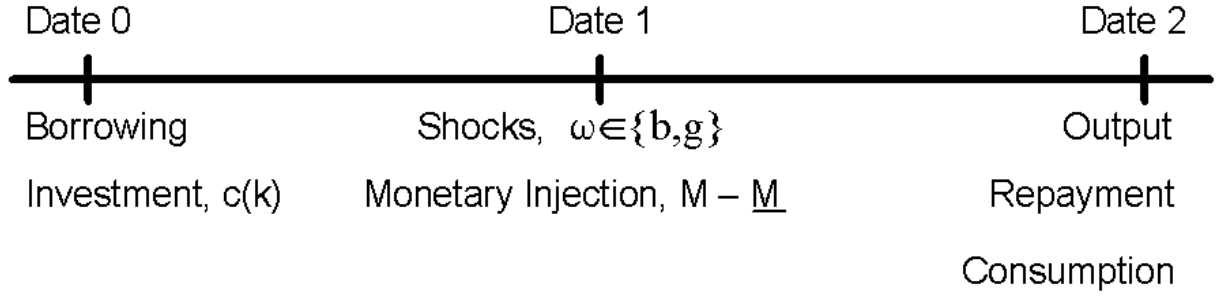 Date 0 Date 1 Date 2
Borrowing Shocks, ω∈{b,g} Output
Investment, c(k) Monetary Injection, M – M Repayment
Consumption